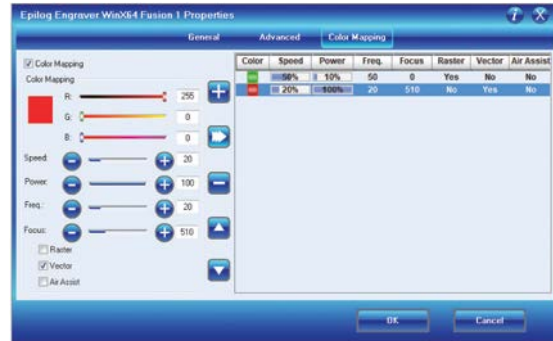 Epilog Engraver WinX64 Fusion 1 Properties
General Advanced Color Mapping
Color Mapping
Color Mapping
R: 255
G: 0
B: 0
Speed: 20
Power: 100
Freq.: 20
Focus: 510
Raster
Vector
Air Assist
Color Speed Power Freq. Focus Raster Vector Air Assist
50% 10% 50 0 Yes No No
20% 100% 20 510 No Yes No
OK Cancel